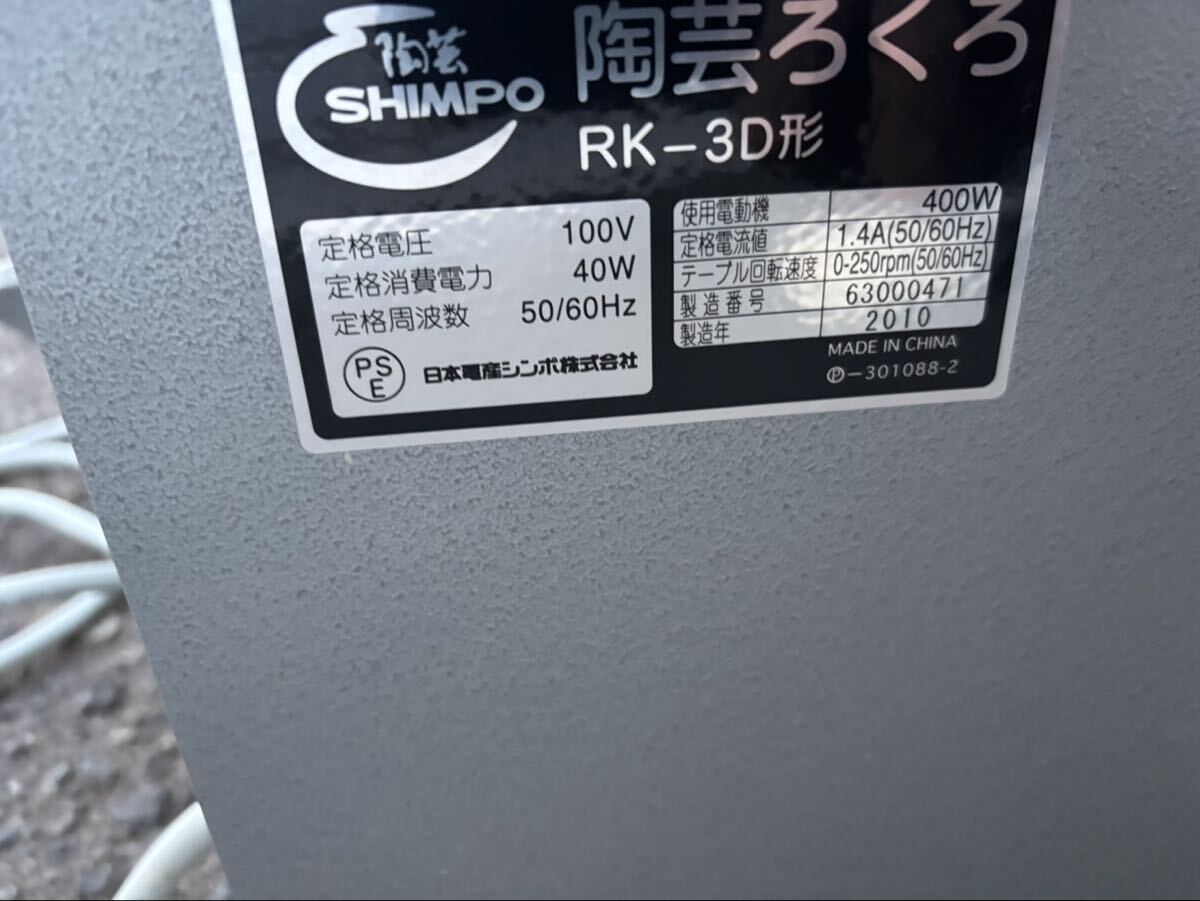 陶芸
SHIMPO
陶芸ろくろ
RK-3D形
定格電圧 100V
定格消費電力 40W
定格周波数 50/60Hz
PS
E
日本電産シンポ株式会社
使用電動機 400W
定格電流値 1.4A(50/60Hz)
テーブル回転速度 0-250rpm(50/60Hz)
製造番号 63000471
製造年 2010
MADE IN CHINA
Ⓟ-301088-2